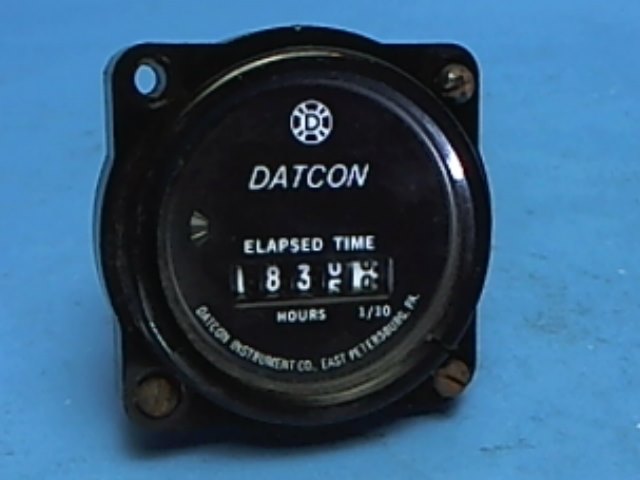 D
DATCON
ELAPSED TIME
183
HOURS 1/10
DATCON INSTRUMENT CO. EAST PETERSBURG, PA.